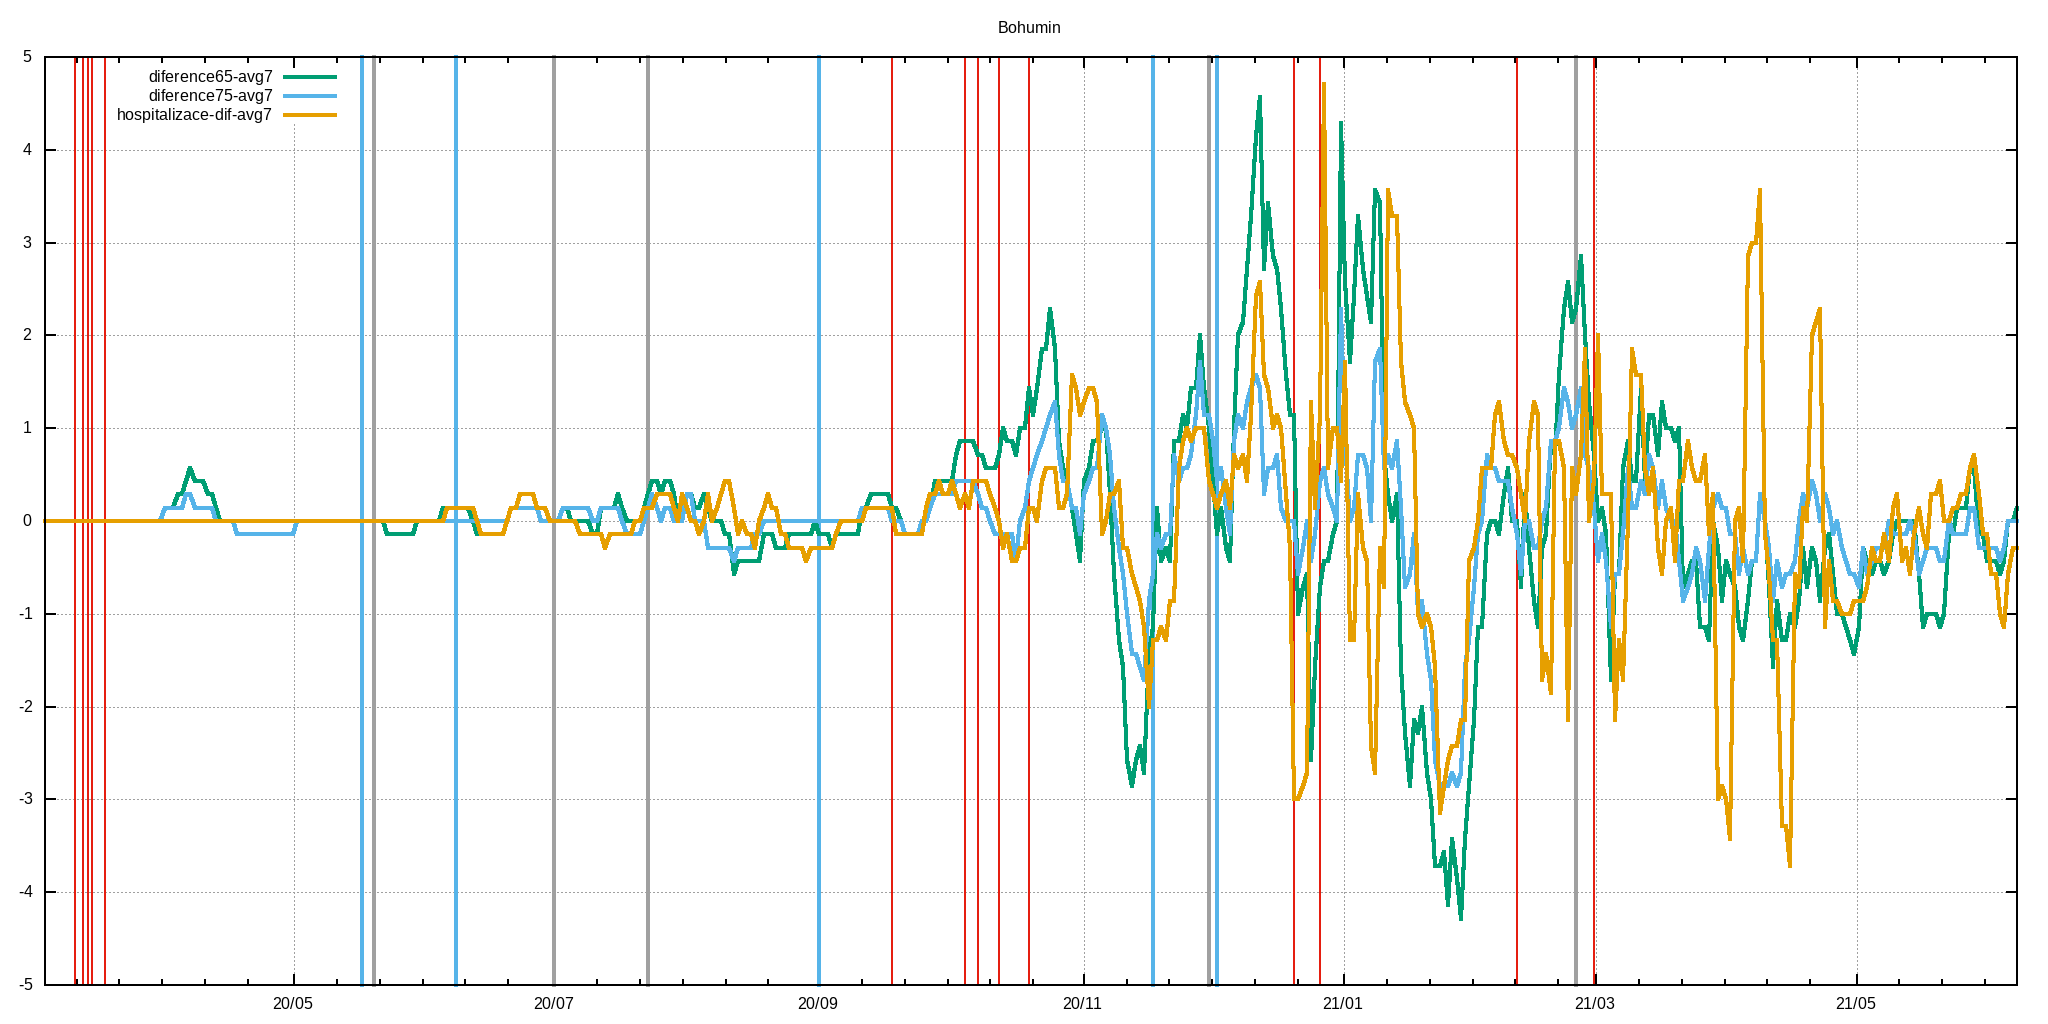 Bohumin
diference65-avg7
diference75-avg7
hospitalizace-dif-avg7
5
4
3
2
1
0
-1
-2
-3
-4
-5
20/05 20/07 20/09 20/11 21/01 21/03 21/05